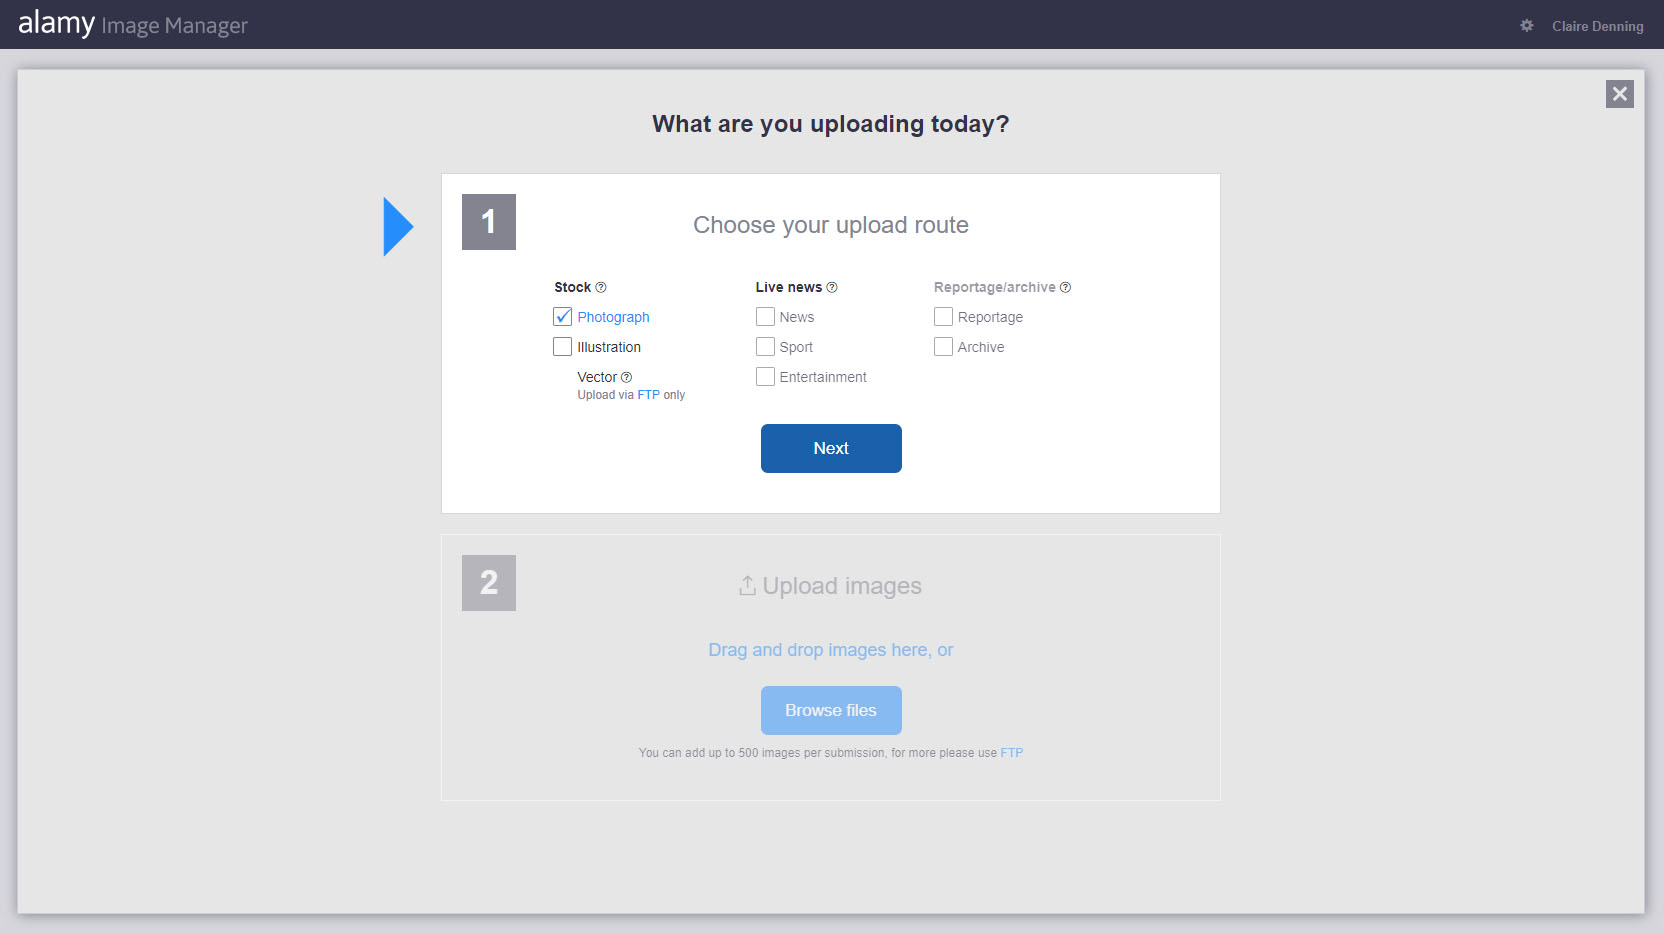 alamy Image Manager
Claire Denning
What are you uploading today?
1
Choose your upload route
Stock ?
Photograph
Illustration
Vector ?
Upload via FTP only
Live news ?
News
Sport
Entertainment
Reportage/archive ?
Reportage
Archive
Next
2
Upload images
Drag and drop images here, or
Browse files
You can add up to 500 images per submission, for more please use FTP